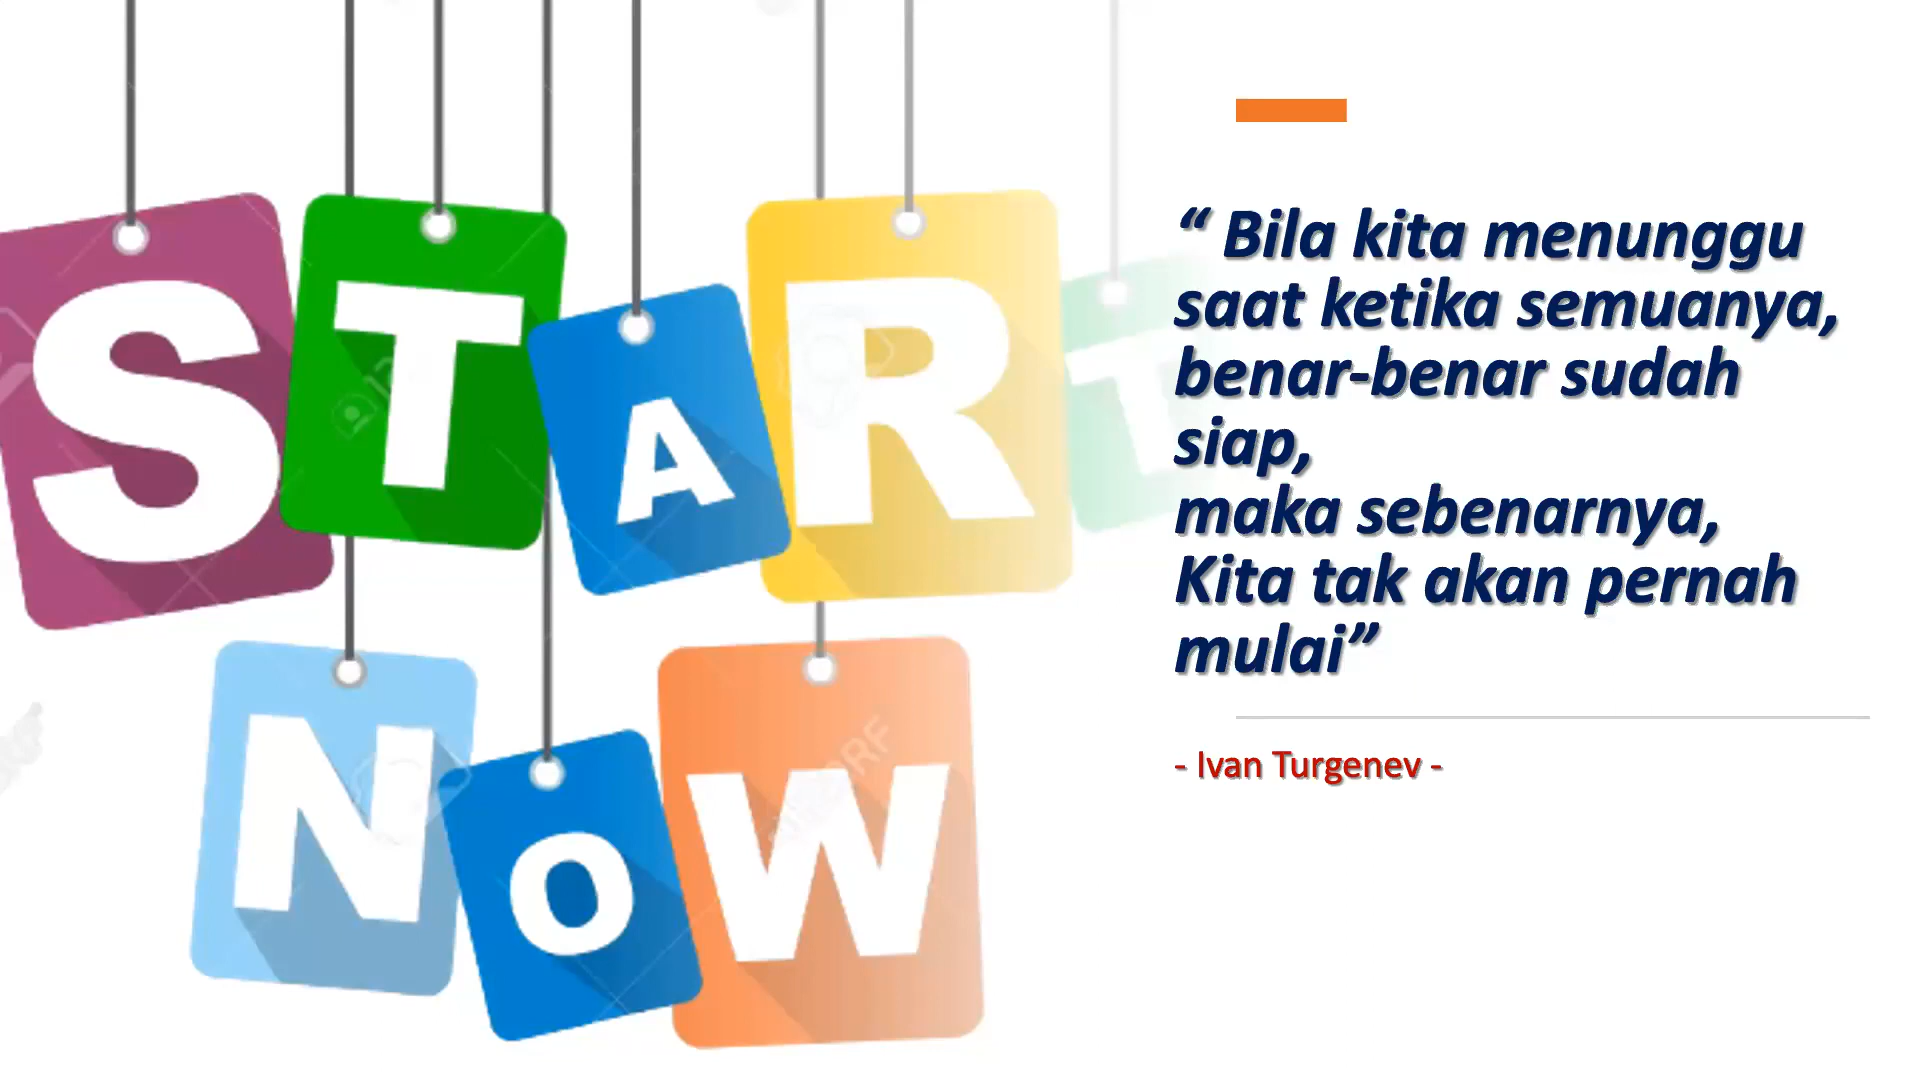 START
NOW
“ Bila kita menunggu
saat ketika semuanya,
benar-benar sudah
siap,
maka sebenarnya,
Kita tak akan pernah
mulai”
- Ivan Turgenev -